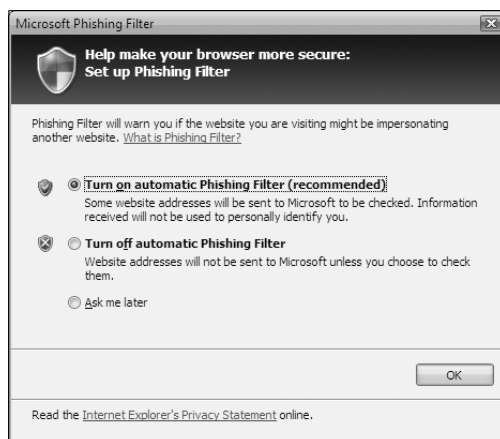 Microsoft Phishing Filter
Help make your browser more secure:
Set up Phishing Filter
Phishing Filter will warn you if the website you are visiting might be impersonating
another website. What is Phishing Filter?
Turn on automatic Phishing Filter (recommended)
Some website addresses will be sent to Microsoft to be checked. Information
received will not be used to personally identify you.
Turn off automatic Phishing Filter
Website addresses will not be sent to Microsoft unless you choose to check
them.
Ask me later
OK
Read the Internet Explorer's Privacy Statement online.